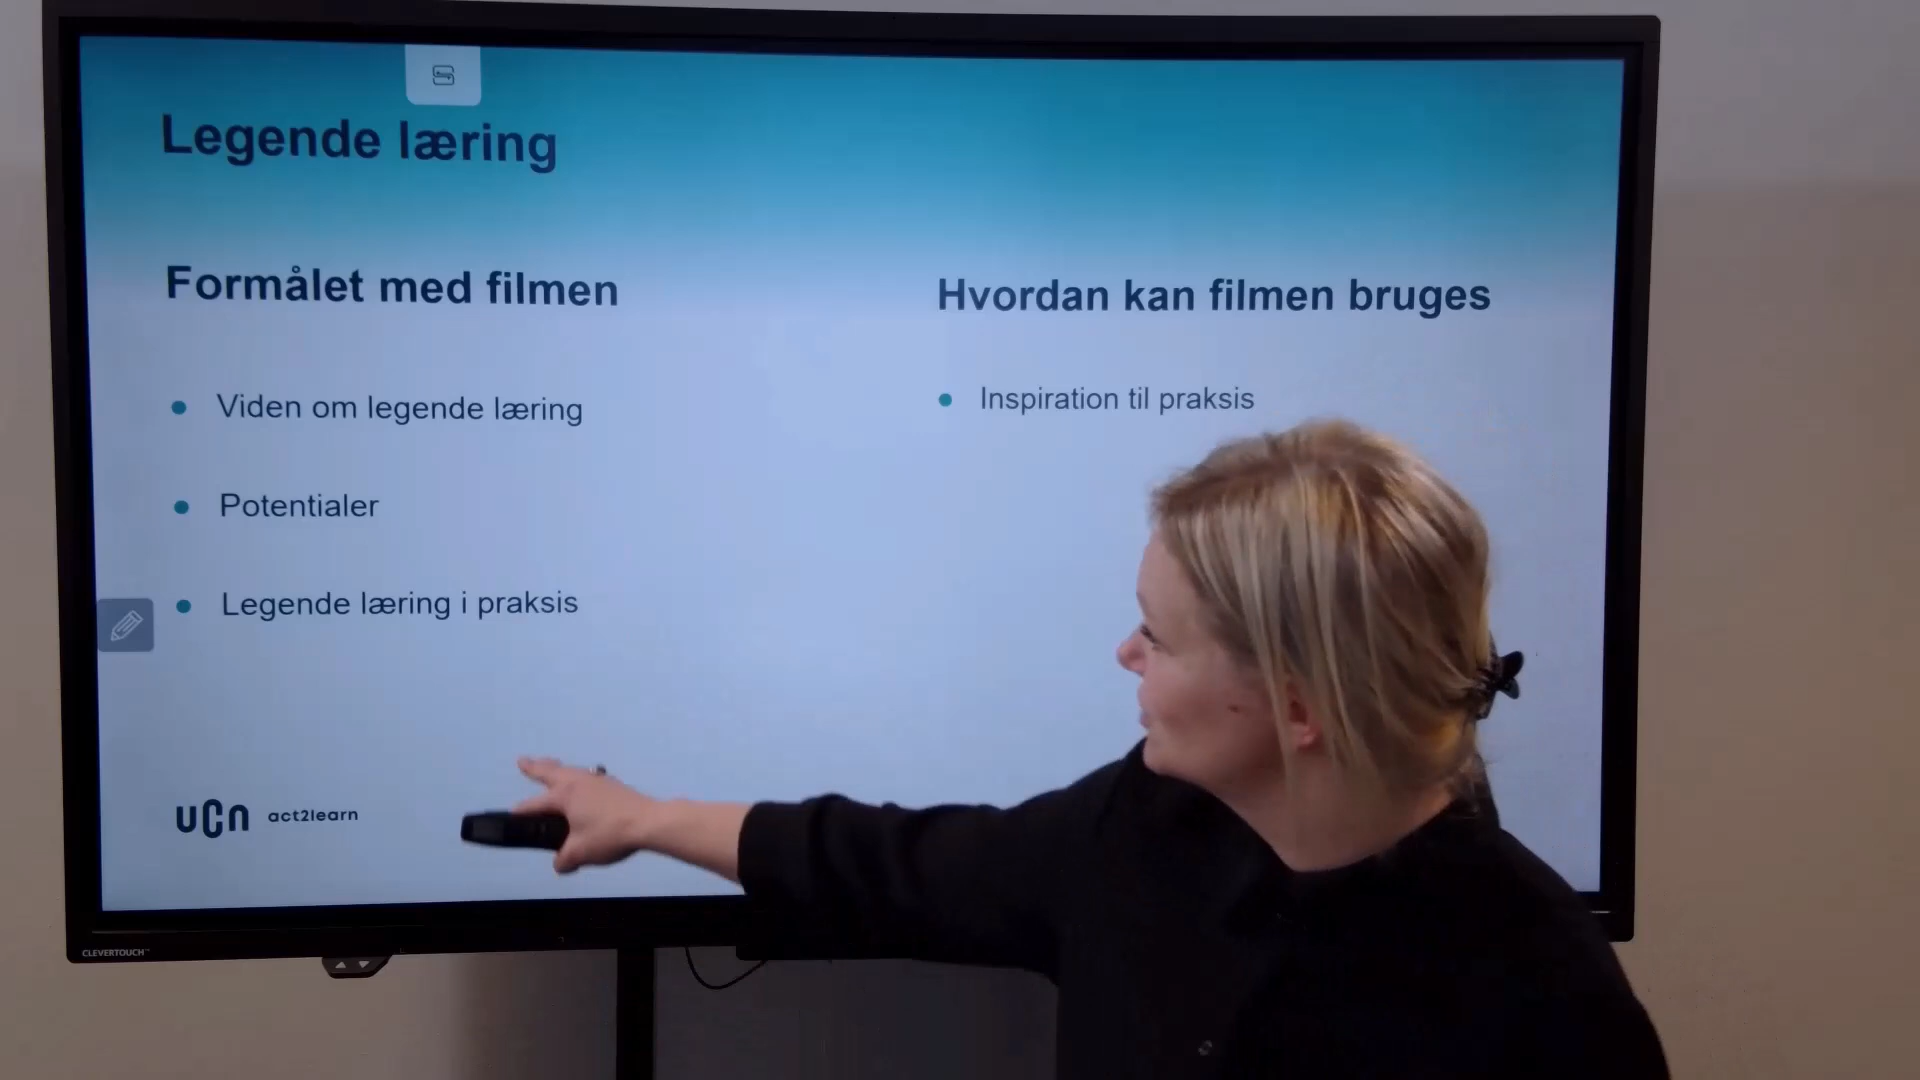 Legende læring
Formålet med filmen
Viden om legende læring
Potentialer
Legende læring i praksis
Hvordan kan filmen bruges
Inspiration til praksis
ucn act2learn
CLEVERTOUCH™